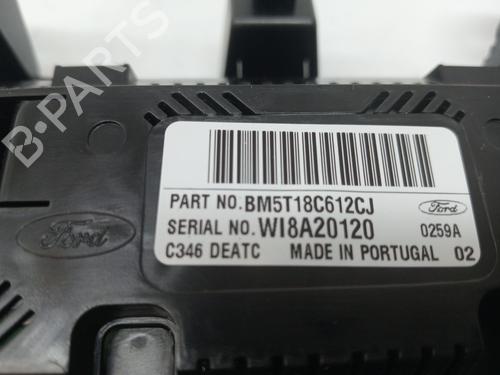 B-PARTS
PART NO. BM5T18C612CJ
Ford
SERIAL NO. WI8A20120 0259A
C346 DEATC MADE IN PORTUGAL 02
Ford